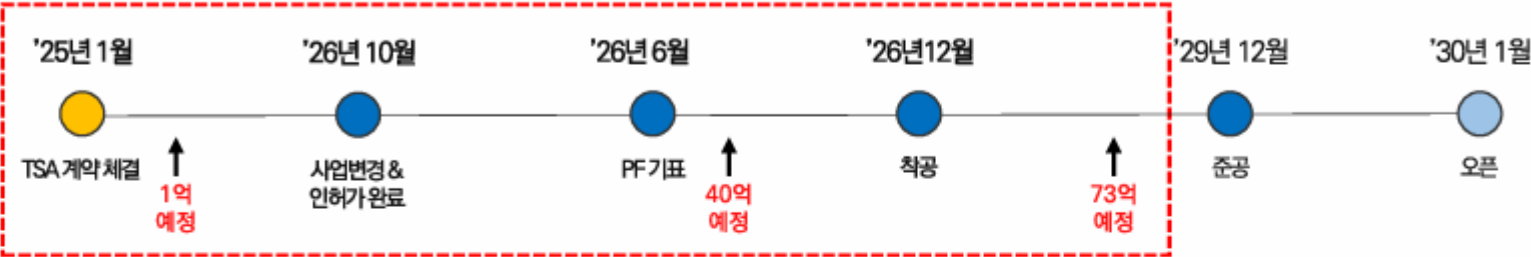 '25년 1월
'26년 10월
'26년 6월
'26년12월
'29년 12월
'30년 1월
TSA 계약 체결
사업변경 &
인허가 완료
PF 기표
착공
준공
오픈
1억
예정
40억
예정
73억
예정